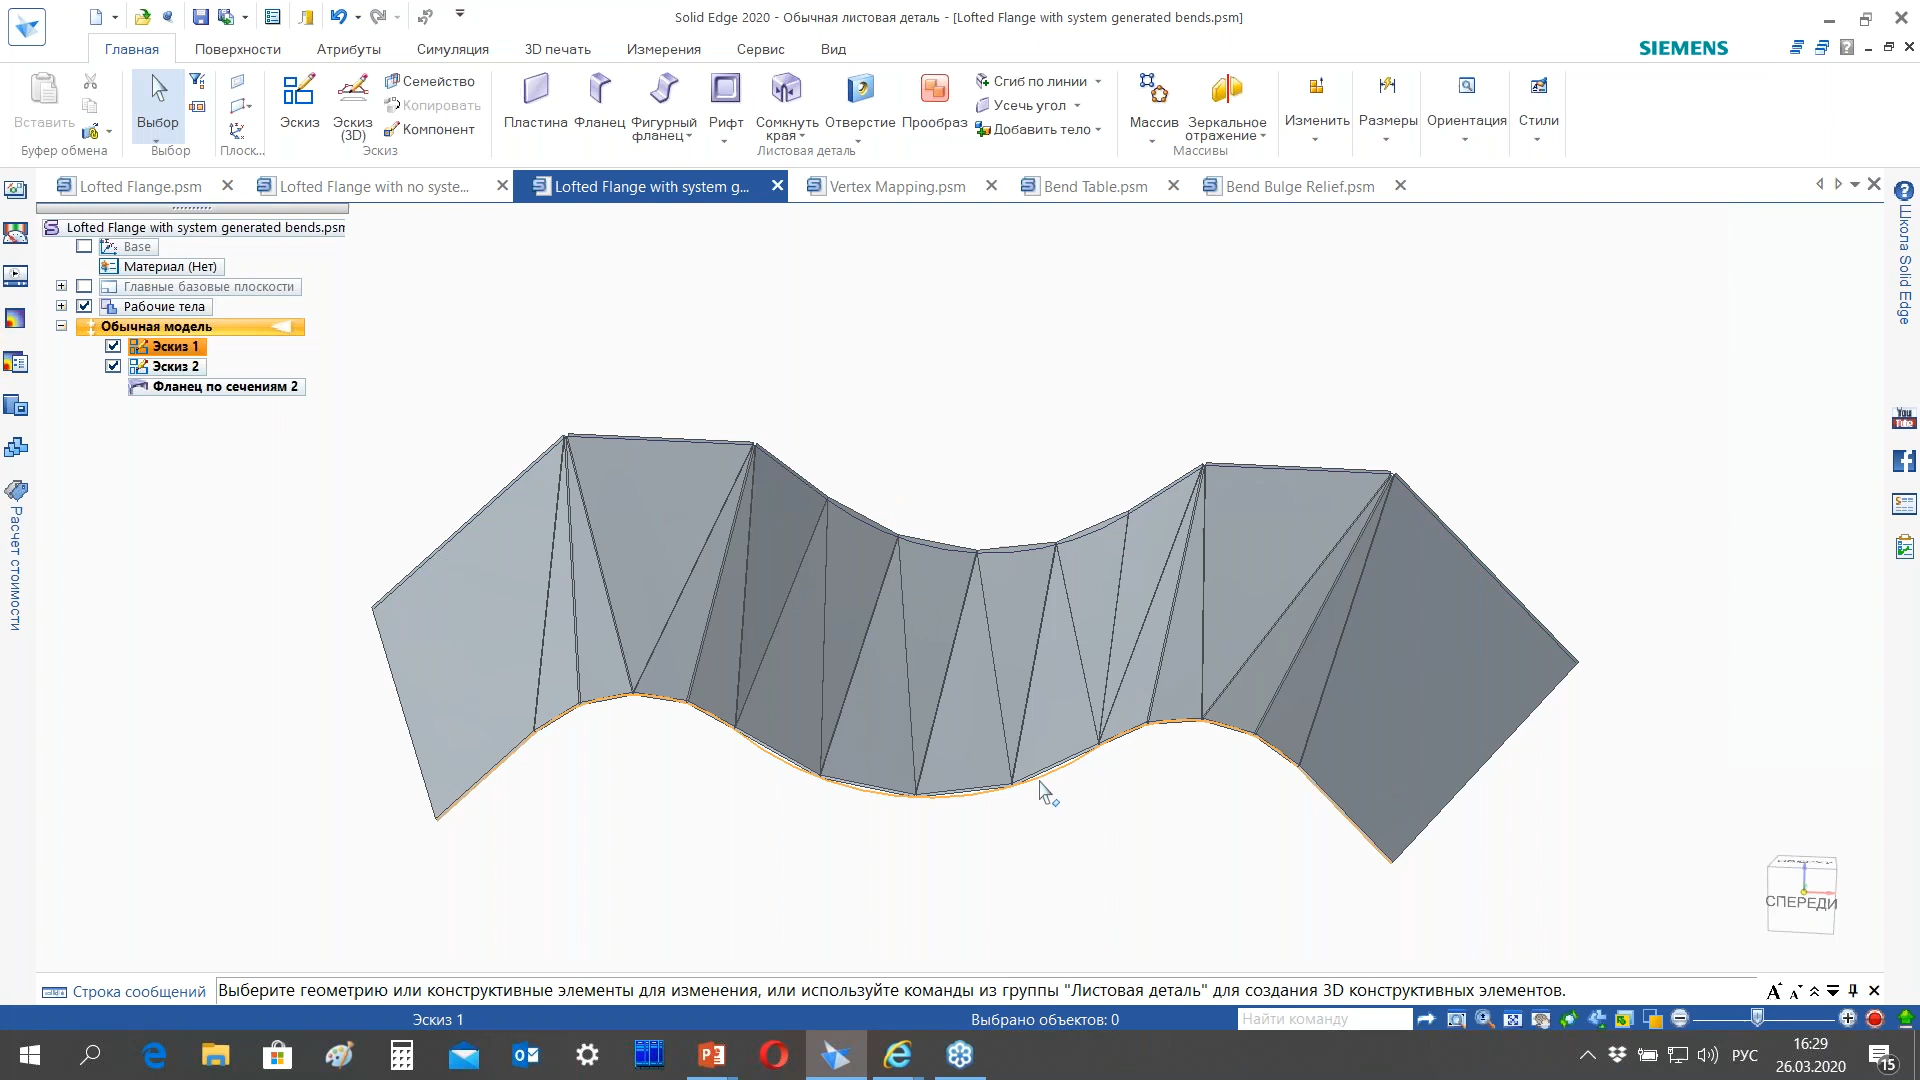 Solid Edge 2020 - Обычная листовая деталь - [Lofted Flange with system generated bends.psm]
Главная Поверхности Атрибуты Симуляция 3D печать Измерения Сервис Вид
SIEMENS
Вставить
Буфер обмена
Выбор
Выбор
Плоск...
Эскиз
Эскиз (3D)
Семейство
Копировать
Компонент
Эскиз
Пластина
Фланец
Фигурный фланец
Рифт
Сомкнуть края
Отверстие
Прообраз
Сгиб по линии
Усечь угол
Добавить тело
Листовая деталь
Массив
Зеркальное отражение
Массивы
Изменить
Размеры
Ориентация
Стили
Lofted Flange.psm
Lofted Flange with no syste...
Lofted Flange with system g...
Vertex Mapping.psm
Bend Table.psm
Bend Bulge Relief.psm
Lofted Flange with system generated bends.psm
Base
Материал (Нет)
Главные базовые плоскости
Рабочие тела
Обычная модель
Эскиз 1
Эскиз 2
Фланец по сечениям 2
Расчет стоимости
Школа Solid Edge
You Tube
СПЕРЕДИ
Строка сообщений
Выберите геометрию или конструктивные элементы для изменения, или используйте команды из группы "Листовая деталь" для создания 3D конструктивных элементов.
Эскиз 1
Выбрано объектов: 0
Найти команду
РУС
16:29
26.03.2020
15